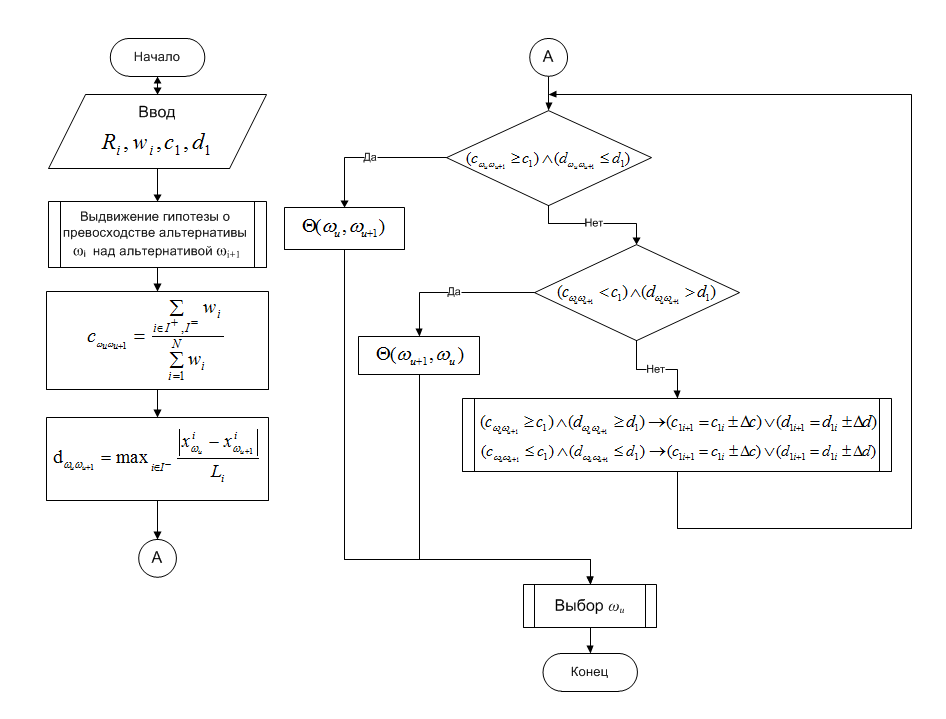 Начало
Ввод
R_i, w_i, c_1, d_1
Выдвижение гипотезы о
превосходстве альтернативы
ω_i над альтернативой ω_{i+1}
c_{ω_u ω_{u+1}} = \frac{\sum_{i∈I^+, I^=} w_i}{\sum_{i=1}^{N} w_i}
d_{ω_u ω_{u+1}} = max_{i∈I^-} \frac{|x^i_{ω_u} − x^i_{ω_{u+1}}|}{L_i}
A
A
(c_{ω_u ω_{u+1}} ≥ c_1) ∧ (d_{ω_u ω_{u+1}} ≤ d_1)
Да
Θ(ω_u, ω_{u+1})
Нет
(c_{ω_u ω_{u+1}} < c_1) ∧ (d_{ω_u ω_{u+1}} > d_1)
Да
Θ(ω_{u+1}, ω_u)
Нет
(c_{ω_u ω_{u+1}} ≥ c_1) ∧ (d_{ω_u ω_{u+1}} ≥ d_1) → (c_{1i+1} = c_{1i} ± Δc) ∨ (d_{1i+1} = d_{1i} ± Δd)
(c_{ω_u ω_{u+1}} ≤ c_1) ∧ (d_{ω_u ω_{u+1}} ≤ d_1) → (c_{1i+1} = c_{1i} ± Δc) ∨ (d_{1i+1} = d_{1i} ± Δd)
Выбор ω_u
Конец